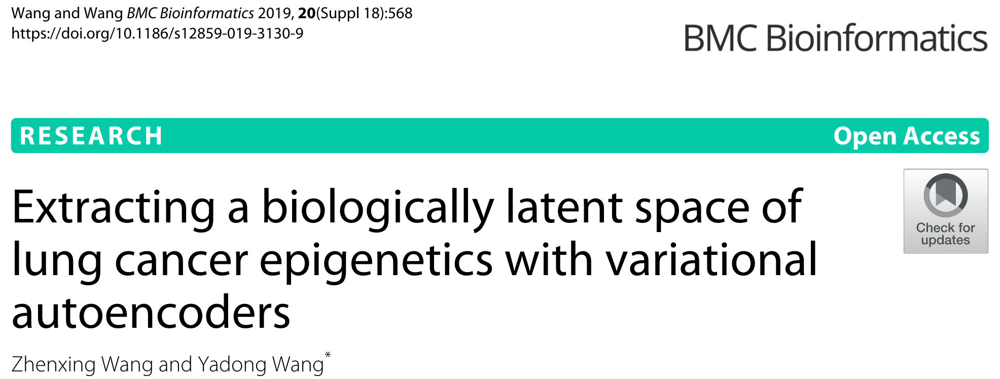 Wang and Wang BMC Bioinformatics 2019, 20(Suppl 18):568
https://doi.org/10.1186/s12859-019-3130-9
BMC Bioinformatics
RESEARCH
Open Access
Extracting a biologically latent space of
lung cancer epigenetics with variational
autoencoders
Check for
updates
Zhenxing Wang and Yadong Wang*